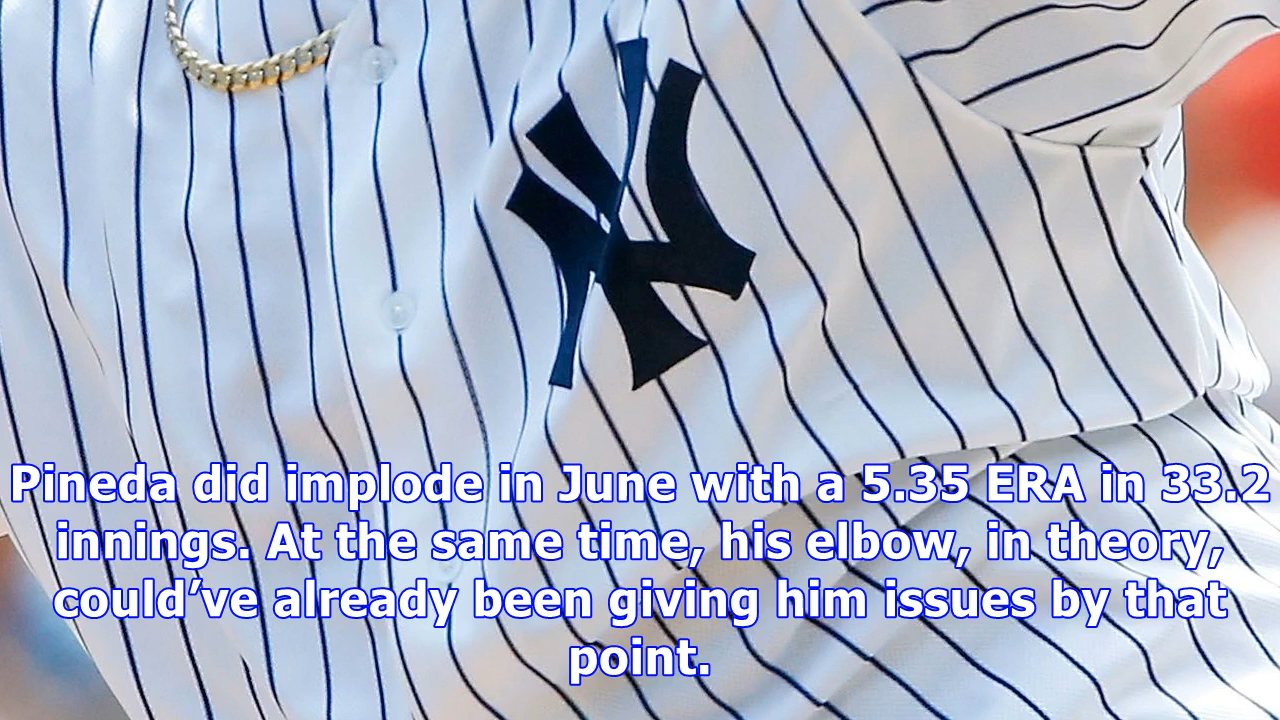 NY
Pineda did implode in June with a 5.35 ERA in 33.2
innings. At the same time, his elbow, in theory,
could’ve already been giving him issues by that
point.